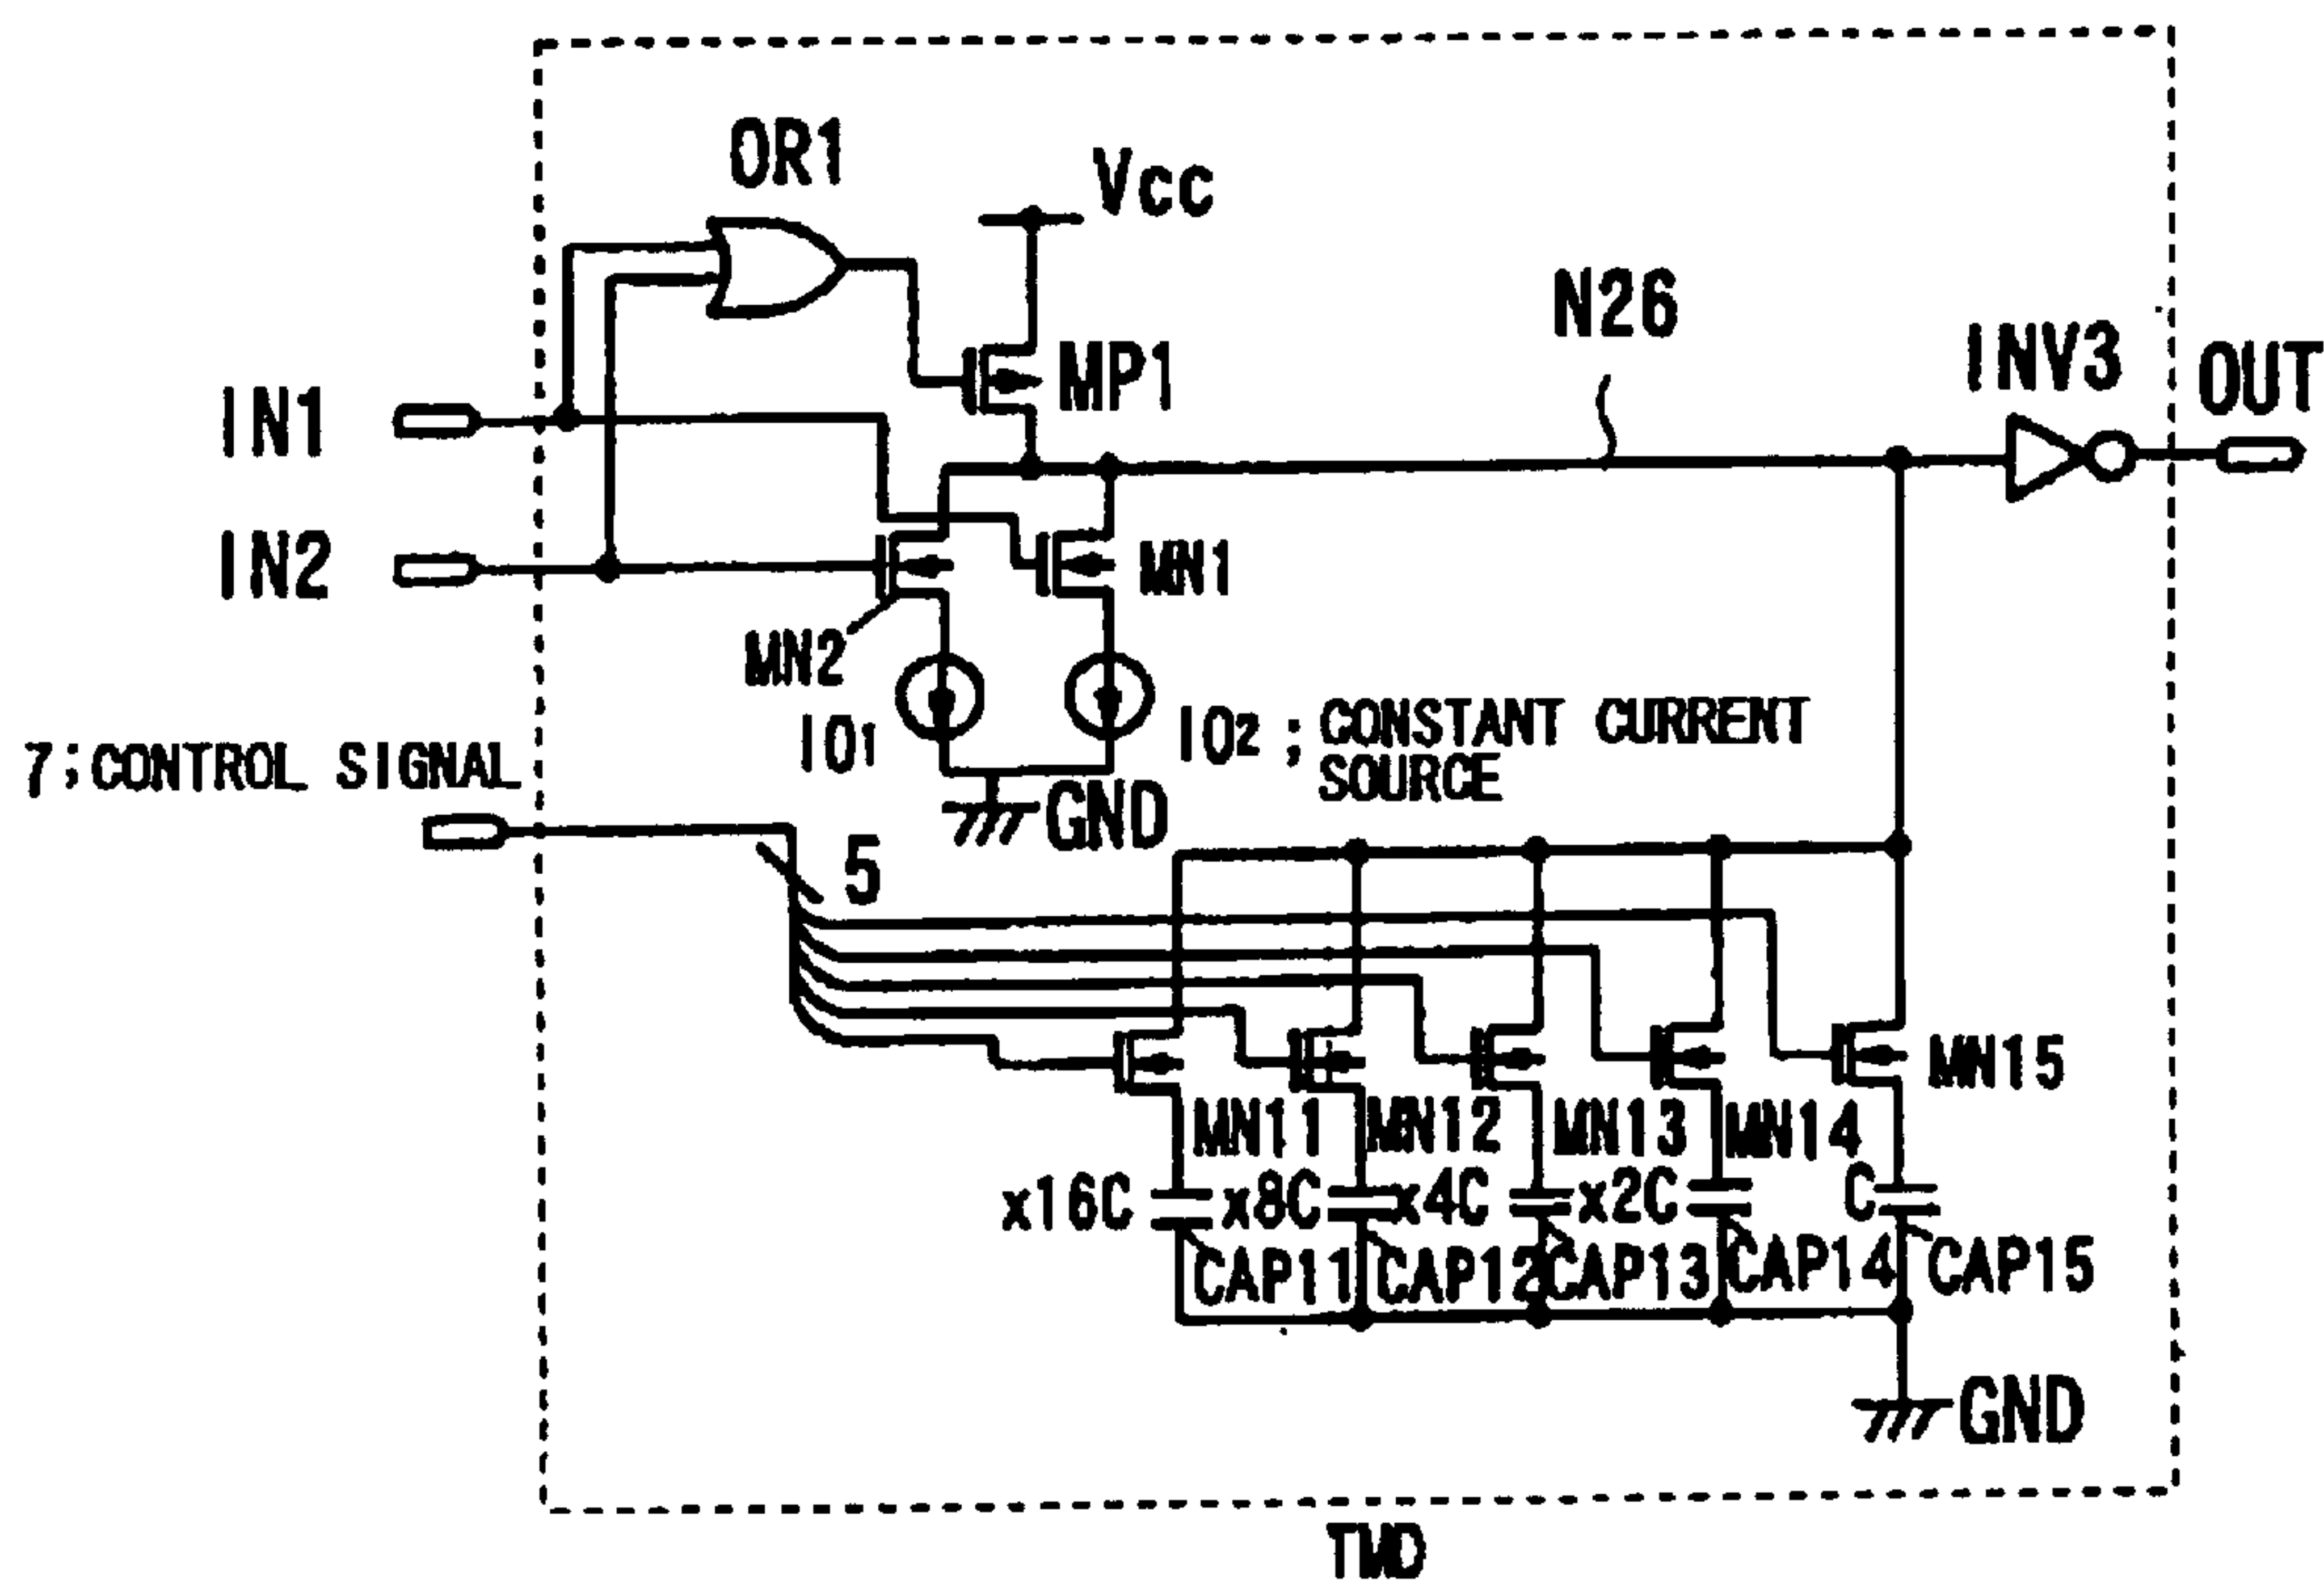 OR1
Vcc
N26
INV3
OUT
MP1
IN1
IN2
MN1
MN2
IO1
IO2 ; CONSTANT CURRENT
SOURCE
7;CONTROL SIGNAL
GND
5
MN15
MN11
MN12
MN13
MN14
x16C
x8C
x4C
x2C
C
CAP11
CAP12
CAP13
CAP14
CAP15
GND
TMD